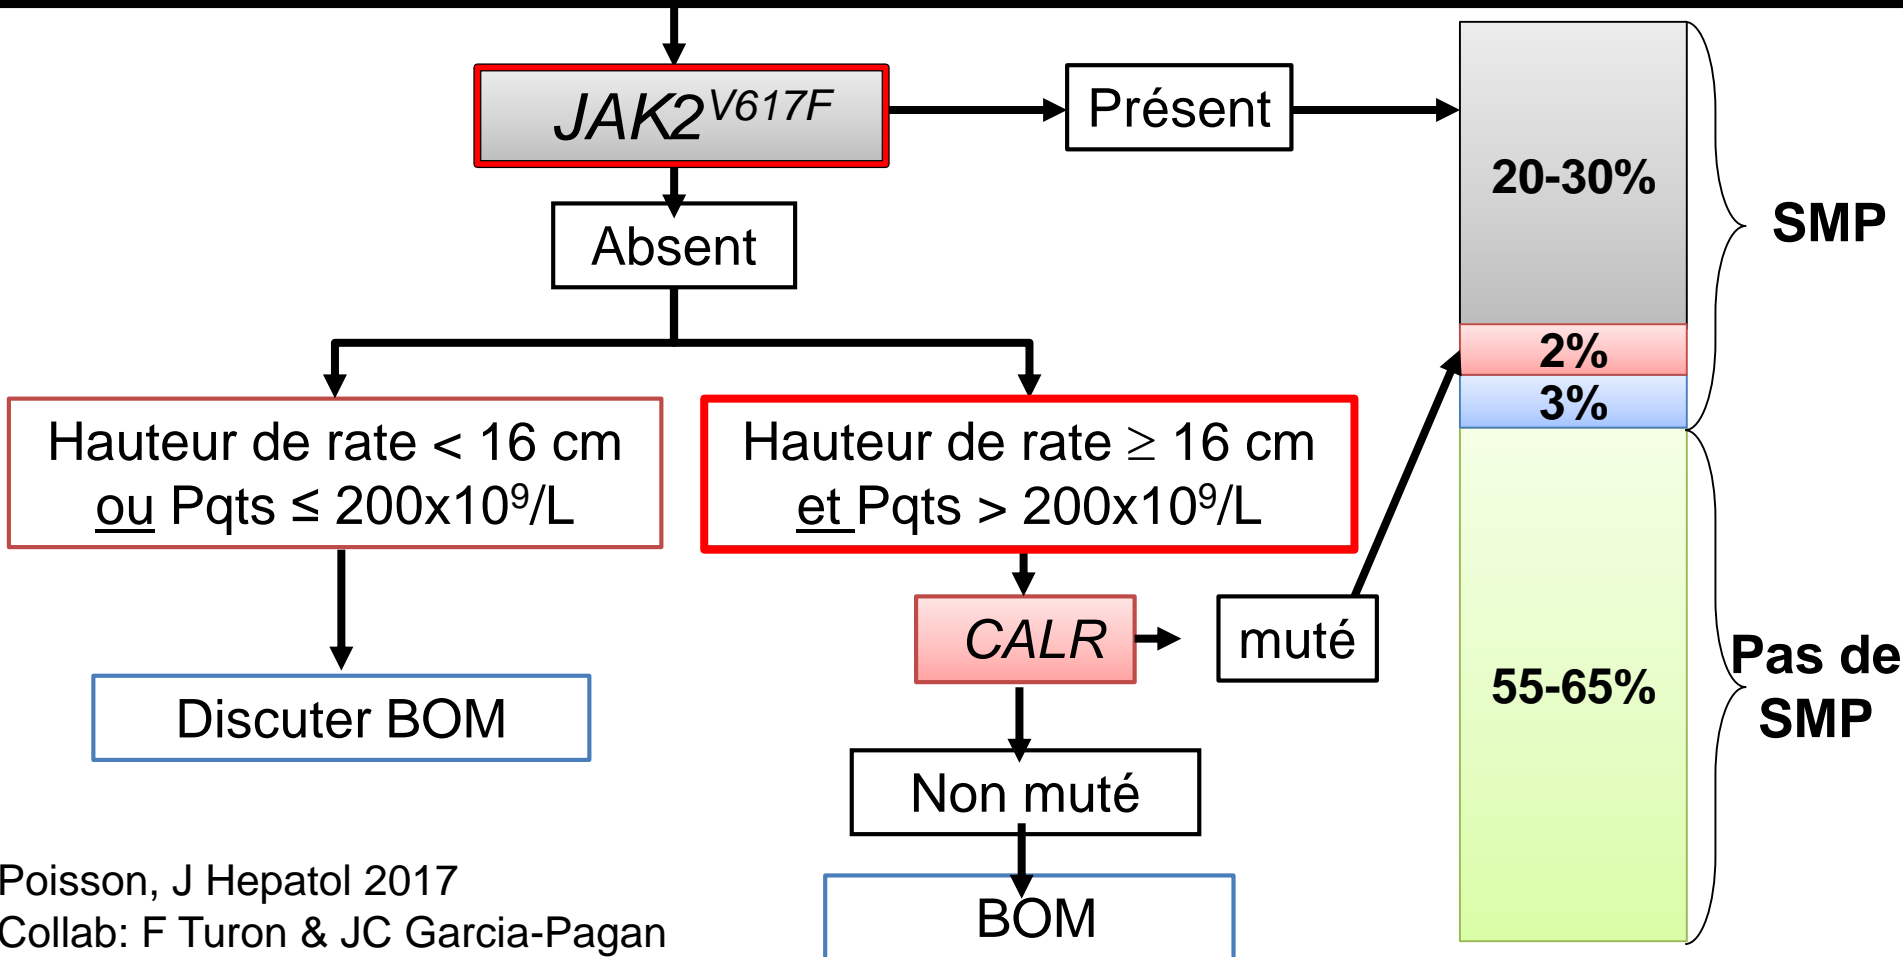 JAK2V617F
Présent
Absent
20-30%
SMP
2%
3%
Hauteur de rate < 16 cm
ou Pqts ≤ 200x10⁹/L
Hauteur de rate ≥ 16 cm
et Pqts > 200x10⁹/L
CALR
muté
55-65%
Pas de
SMP
Discuter BOM
Non muté
BOM
Poisson, J Hepatol 2017
Collab: F Turon & JC Garcia-Pagan